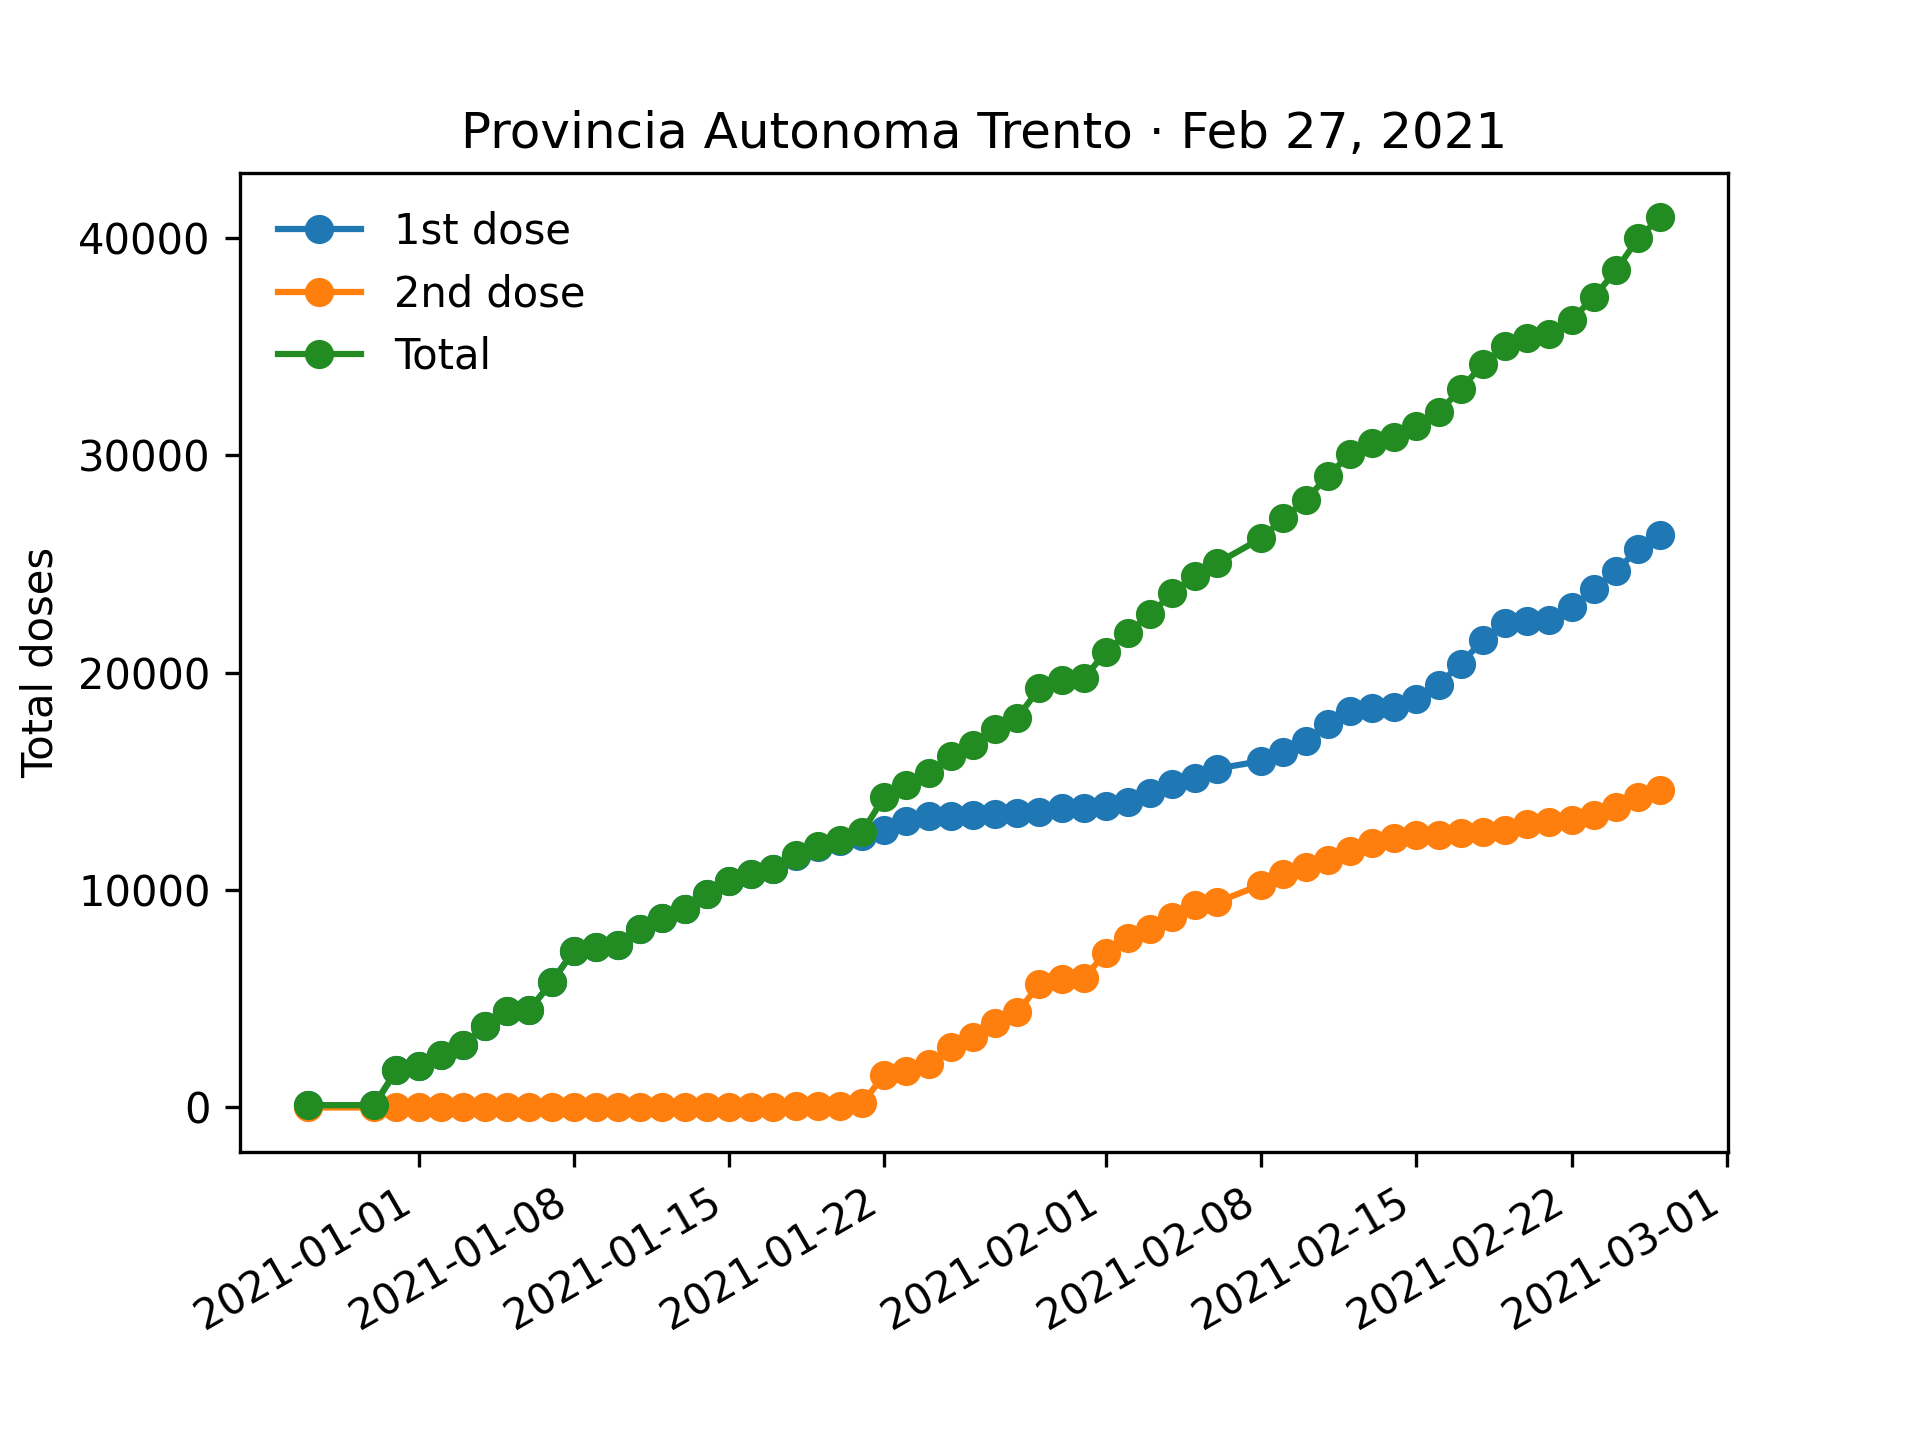 Provincia Autonoma Trento · Feb 27, 2021
1st dose
2nd dose
Total
Total doses
40000
30000
20000
10000
0
2021-01-01
2021-01-08
2021-01-15
2021-01-22
2021-02-01
2021-02-08
2021-02-15
2021-02-22
2021-03-01